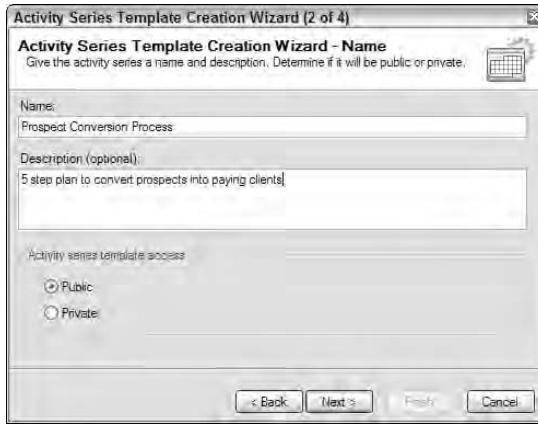 Activity Series Template Creation Wizard (2 of 4)
Activity Series Template Creation Wizard - Name
Give the activity series a name and description. Determine if it will be public or private.
Name:
Prospect Conversion Process
Description (optional):
5 step plan to convert prospects into paying clients
Activity series template access
Public
Private
< Back Next > Finish Cancel